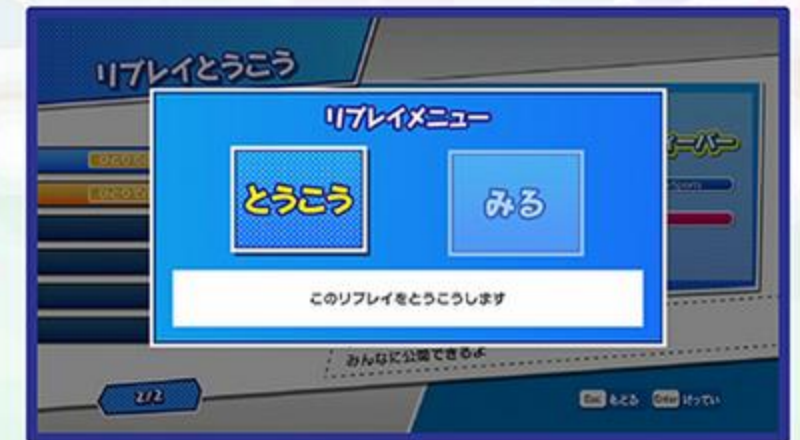 リプレイとうこう
リプレイメニュー
とうこう
みる
このリプレイをとうこうします
みんなに公開できるよ
2/2
Esc もどる Enter けってい